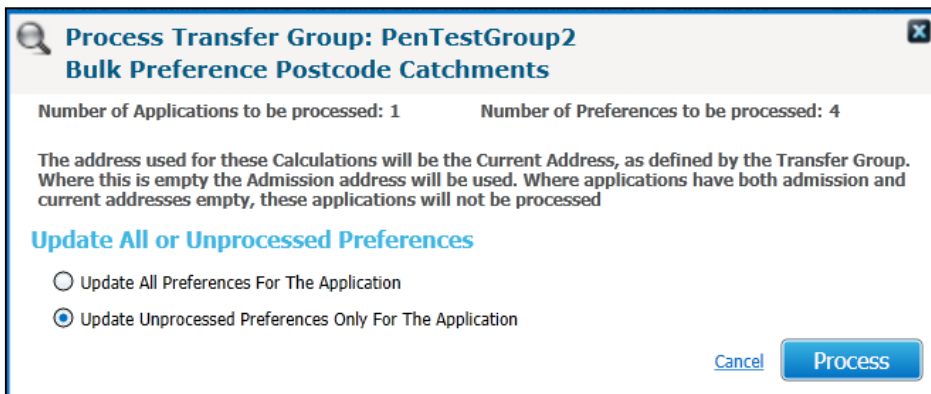 Process Transfer Group: PenTestGroup2
Bulk Preference Postcode Catchments
Number of Applications to be processed: 1 Number of Preferences to be processed: 4
The address used for these Calculations will be the Current Address, as defined by the Transfer Group.
Where this is empty the Admission address will be used. Where applications have both admission and
current addresses empty, these applications will not be processed
Update All or Unprocessed Preferences
Update All Preferences For The Application
Update Unprocessed Preferences Only For The Application
Cancel Process